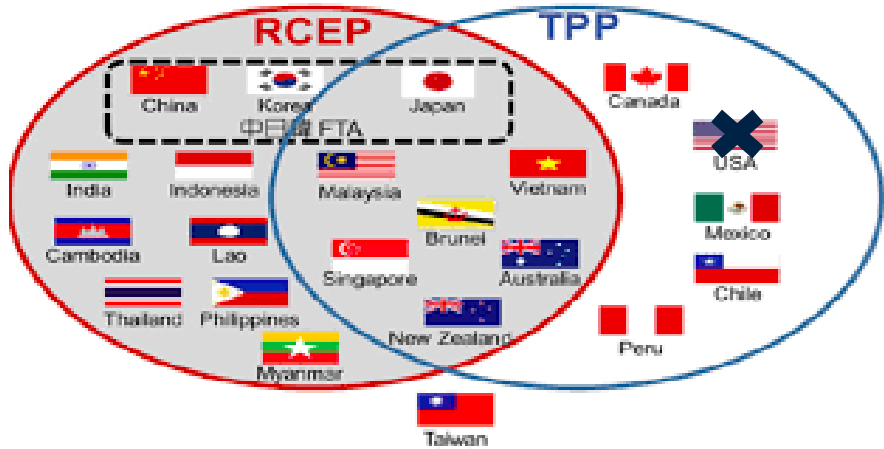 RCEP TPP
China Korea Japan Canada
中日韓 FTA
USA
India Indonesia Malaysia Vietnam
Mexico
Cambodia Lao Brunei
Singapore Australia
Chile
Thailand Philippines
New Zealand Peru
Myanmar
Taiwan